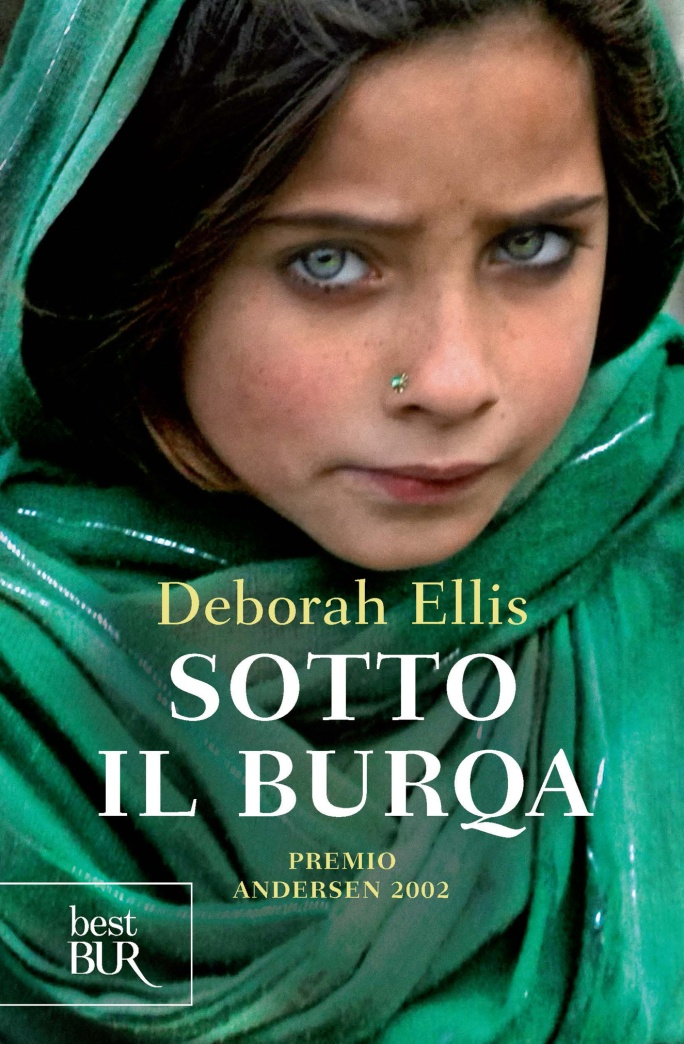 Deborah Ellis
SOTTO
IL BURQA
PREMIO
ANDERSEN 2002
best
BUR